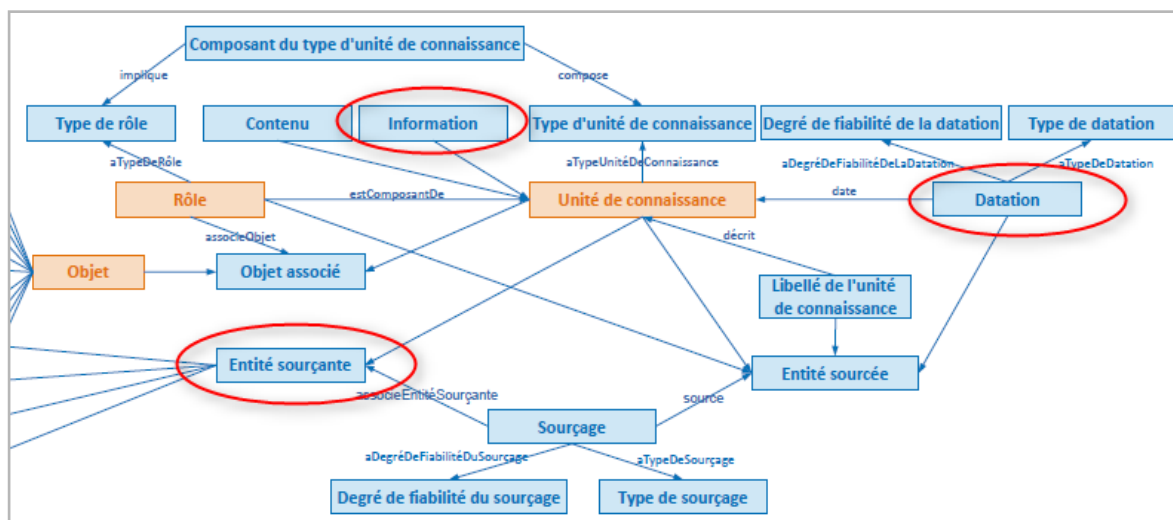 Composant du type d'unité de connaissance
implique
compose
Type de rôle
Contenu
Information
Type d'unité de connaissance
Degré de fiabilité de la datation
Type de datation
aTypeDeRôle
aTypeUnitéDeConnaissance
aDegréDeFiabilitéDeLaDatation
aTypeDeDatation
Rôle
estComposantDe
Unité de connaissance
date
Datation
associeObjet
décrit
Objet
Objet associé
Libellé de l'unité
de connaissance
Entité sourçante
Entité sourcée
associeEntitéSourçante
source
Sourçage
aDegréDeFiabilitéDuSourçage
aTypeDeSourçage
Degré de fiabilité du sourçage
Type de sourçage